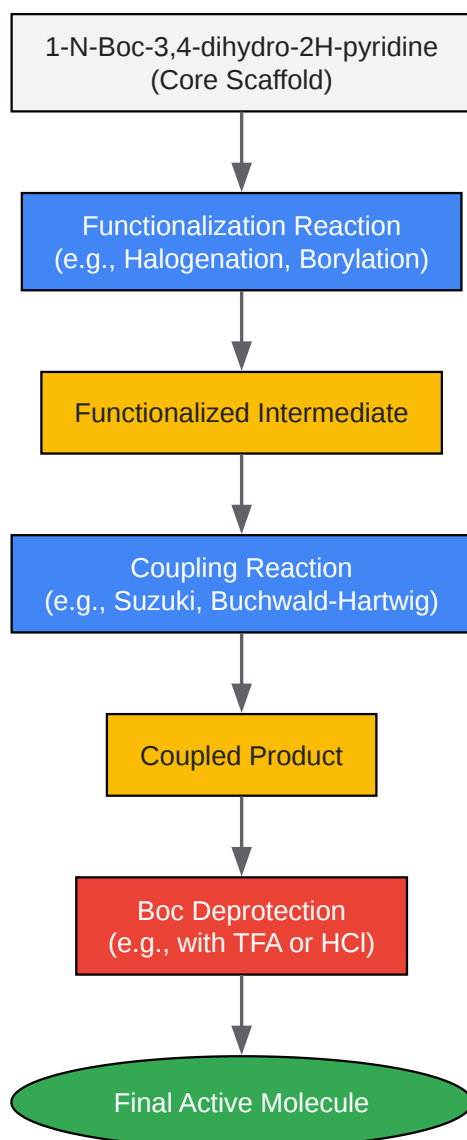 1-N-Boc-3,4-dihydro-2H-pyridine
(Core Scaffold)
Functionalization Reaction
(e.g., Halogenation, Borylation)
Functionalized Intermediate
Coupling Reaction
(e.g., Suzuki, Buchwald-Hartwig)
Coupled Product
Boc Deprotection
(e.g., with TFA or HCl)
Final Active Molecule